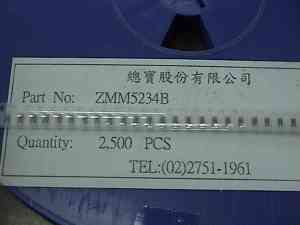 總寶股份有限公司
Part No: ZMM5234B
Quantity: 2,500 PCS
TEL:(02)2751-1961